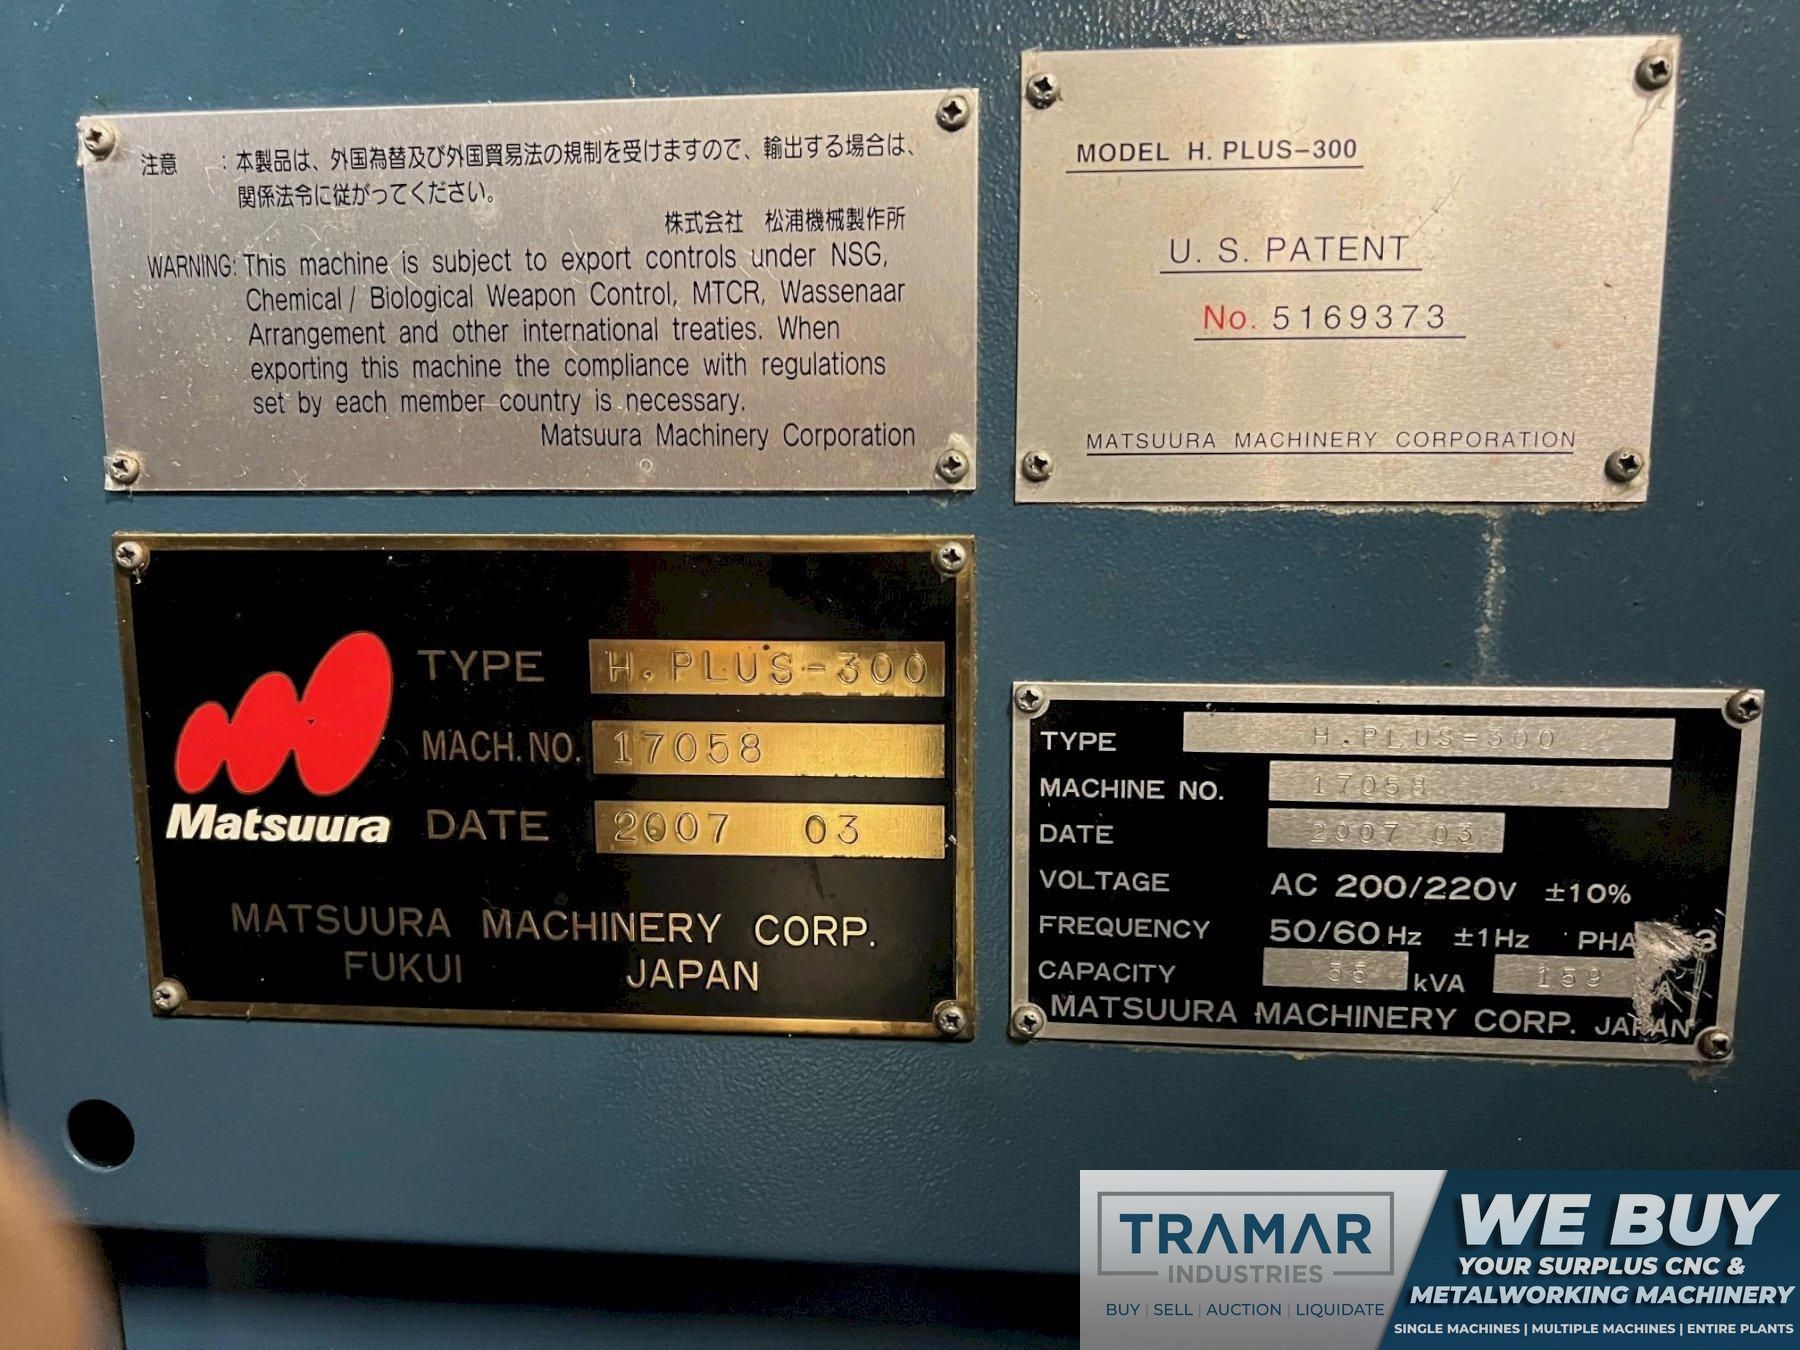 注意 : 本製品は、外国為替及び外国貿易法の規制を受けますので、輸出する場合は、
関係法令に従がってください。
株式会社 松浦機械製作所
WARNING: This machine is subject to export controls under NSG,
Chemical / Biological Weapon Control, MTCR, Wassenaar
Arrangement and other international treaties. When
exporting this machine the compliance with regulations
set by each member country is necessary.
Matsuura Machinery Corporation
MODEL H. PLUS-300
U. S. PATENT
No. 5169373
MATSUURA MACHINERY CORPORATION
Matsuura
TYPE H. PLUS-300
MACH. NO. 17058
DATE 2007 03
MATSUURA MACHINERY CORP.
FUKUI JAPAN
TYPE H. PLUS-300
MACHINE NO. 17058
DATE 2007 03
VOLTAGE AC 200/220V ±10%
FREQUENCY 50/60 Hz ±1Hz 3
CAPACITY 55 kVA 159 A
MATSUURA MACHINERY CORP. JAPAN
TRAMAR
INDUSTRIES
BUY | SELL | AUCTION | LIQUIDATE
WE BUY
YOUR SURPLUS CNC &
METALWORKING MACHINERY
SINGLE MACHINES | MULTIPLE MACHINES | ENTIRE PLANTS